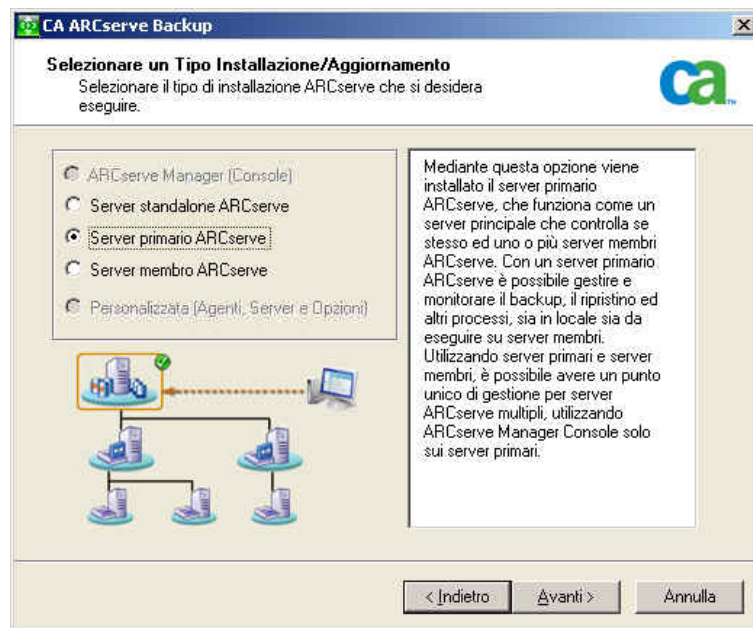 CA ARCserve Backup
Selezionare un Tipo Installazione/Aggiornamento
Selezionare il tipo di installazione ARCserve che si desidera
eseguire.
ca
ARCserve Manager (Console)
Server standalone ARCserve
Server primario ARCserve
Server membro ARCserve
Personalizzata (Agenti, Server e Opzioni)
Mediante questa opzione viene
installato il server primario
ARCserve, che funziona come un
server principale che controlla se
stesso ed uno o più server membri
ARCserve. Con un server primario
ARCserve è possibile gestire e
monitorare il backup, il ripristino ed
altri processi, sia in locale sia da
eseguire su server membri.
Utilizzando server primari e server
membri, è possibile avere un punto
unico di gestione per server
ARCserve multipli, utilizzando
ARCserve Manager Console solo
sui server primari.
< Indietro
Avanti >
Annulla